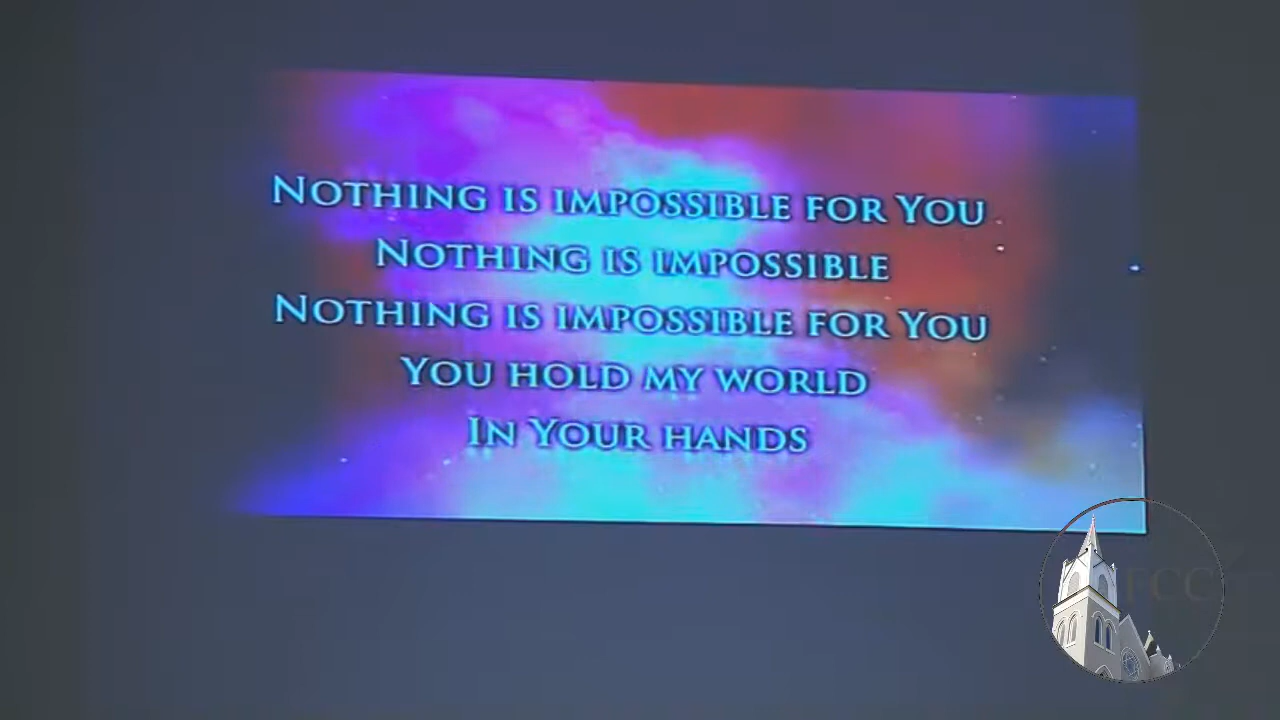 Nothing is impossible for You
Nothing is impossible
Nothing is impossible for You
You hold my world
In Your hands
FCC